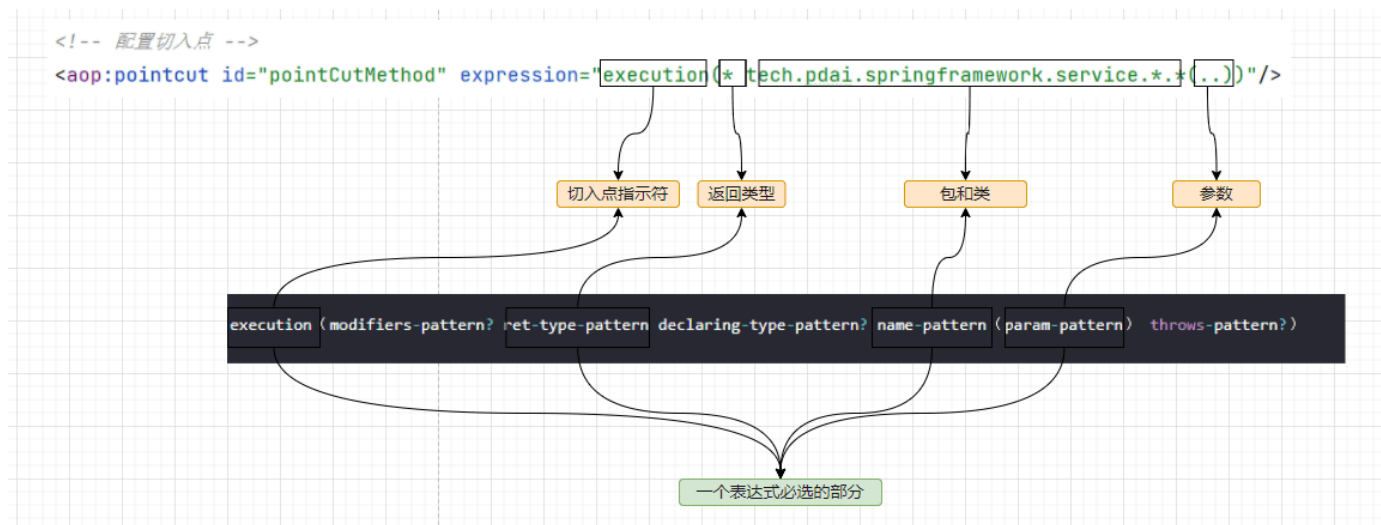 <!-- 配置切入点 -->
<aop:pointcut id="pointCutMethod" expression="execution(* tech.pdai.springframework.service.*.*(..))"/>
切入点指示符 返回类型 包和类 参数
execution（modifiers-pattern? ret-type-pattern declaring-type-pattern? name-pattern（param-pattern） throws-pattern?）
一个表达式必选的部分